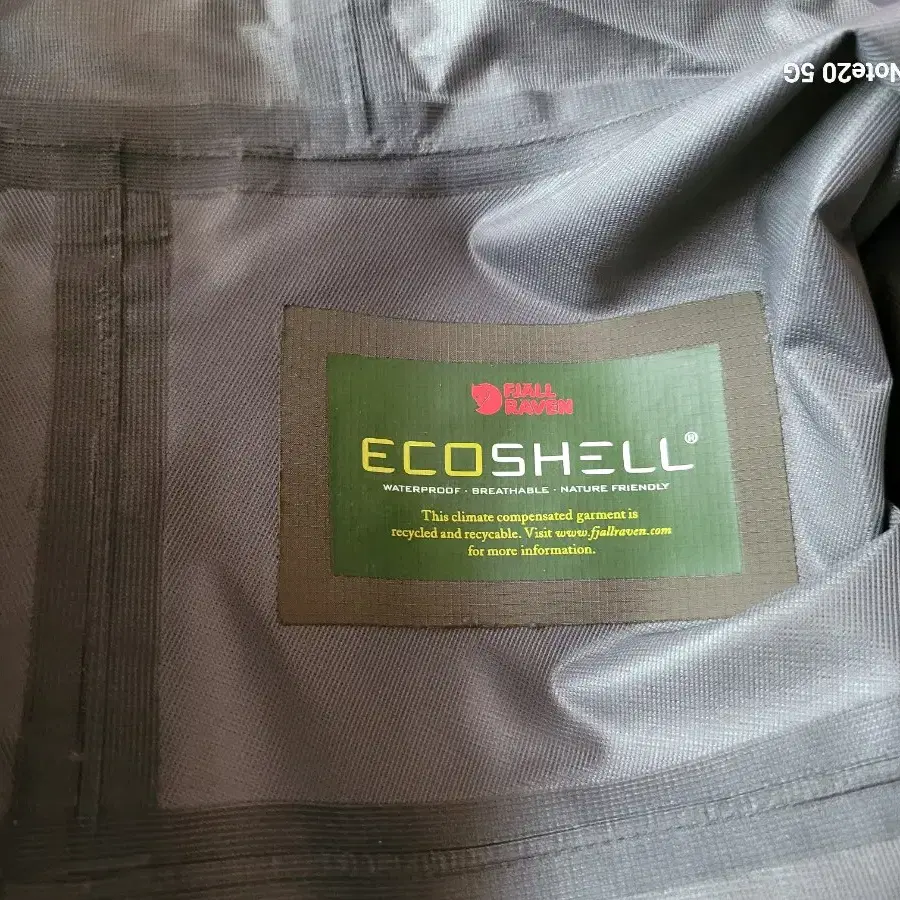 Note20 5G
FJÄLL
RÄVEN
ECOSHELL®
WATERPROOF · BREATHABLE · NATURE FRIENDLY
This climate compensated garment is
recycled and recycable. Visit www.fjallraven.com
for more information.